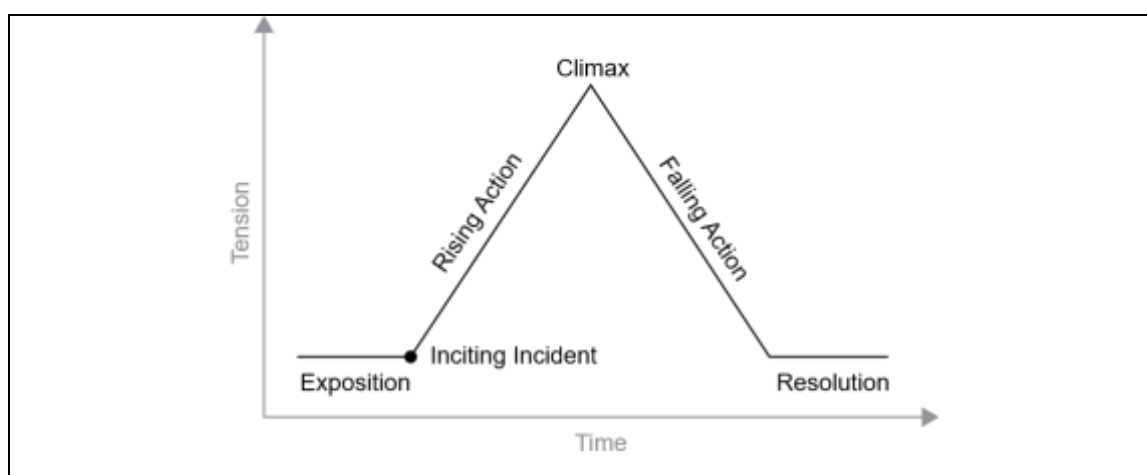 Climax
Rising Action
Falling Action
Tension
Inciting Incident
Exposition
Resolution
Time